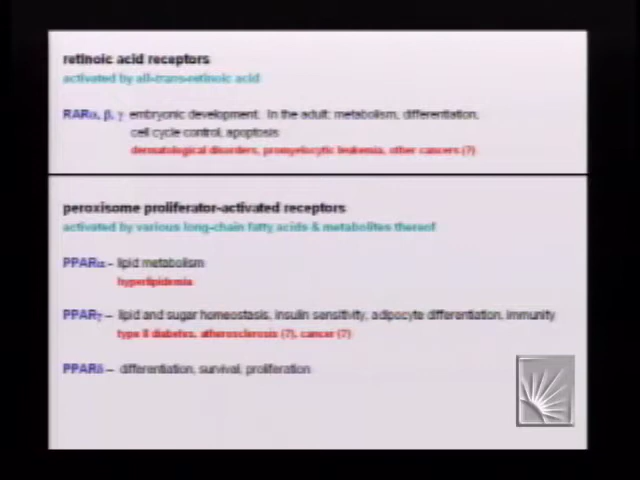 retinoic acid receptors
activated by all-trans-retinoic acid
RARα, β, γ embryonic development. In the adult: metabolism, differentiation,
cell cycle control, apoptosis
dermatological disorders, promyelocytic leukemia, other cancers (?)
peroxisome proliferator-activated receptors
activated by various long-chain fatty acids & metabolites thereof
PPARα – lipid metabolism
hyperlipidemia
PPARγ – lipid and sugar homeostasis, insulin sensitivity, adipocyte differentiation, immunity
type II diabetes, atherosclerosis (?), cancer (?)
PPARδ – differentiation, survival, proliferation